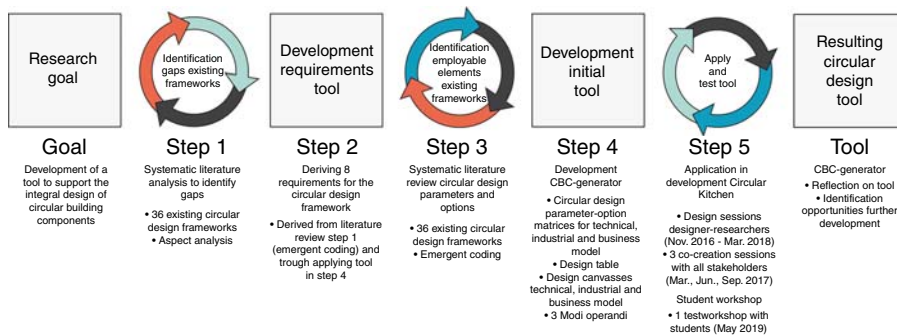 Research
goal
Identification
gaps existing
frameworks
Development
requirements
tool
Identification
employable
elements
existing
frameworks
Development
initial
tool
Apply
and
test tool
Resulting
circular
design
tool
Goal
Development of a
tool to support the
integral design of
circular building
components
Step 1
Systematic literature
analysis to identify
gaps
• 36 existing circular
design frameworks
• Aspect analysis
Step 2
Deriving 8
requirements for the
circular design
framework
• Derived from literature
review step 1
(emergent coding) and
trough applying tool
in step 4
Step 3
Systematic literature
review circular design
parameters and
options
• 36 existing circular
design frameworks
• Emergent coding
Step 4
Development
CBC-generator
• Circular design
parameter-option
matrices for technical,
industrial and business
model
• Design table
• Design canvasses
technical, industrial and
business model
• 3 Modi operandi
Step 5
Application in
development Circular
Kitchen
• Design sessions
designer-researchers
(Nov. 2016 - Mar. 2018)
• 3 co-creation sessions
with all stakeholders
(Mar., Jun., Sep. 2017)
Student workshop
• 1 testworkshop with
students (May 2019)
Tool
CBC-generator
• Reflection on tool
• Identification
opportunities further
development